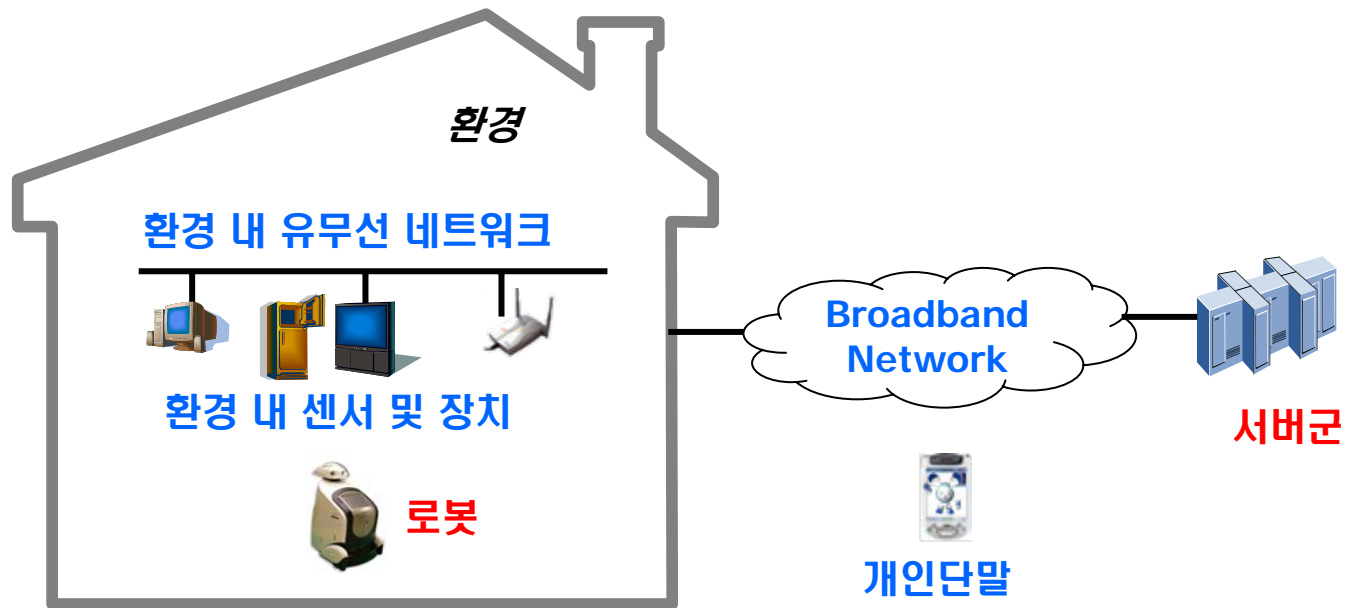 환경
환경 내 유무선 네트워크
환경 내 센서 및 장치
로봇
Broadband
Network
서버군
개인단말